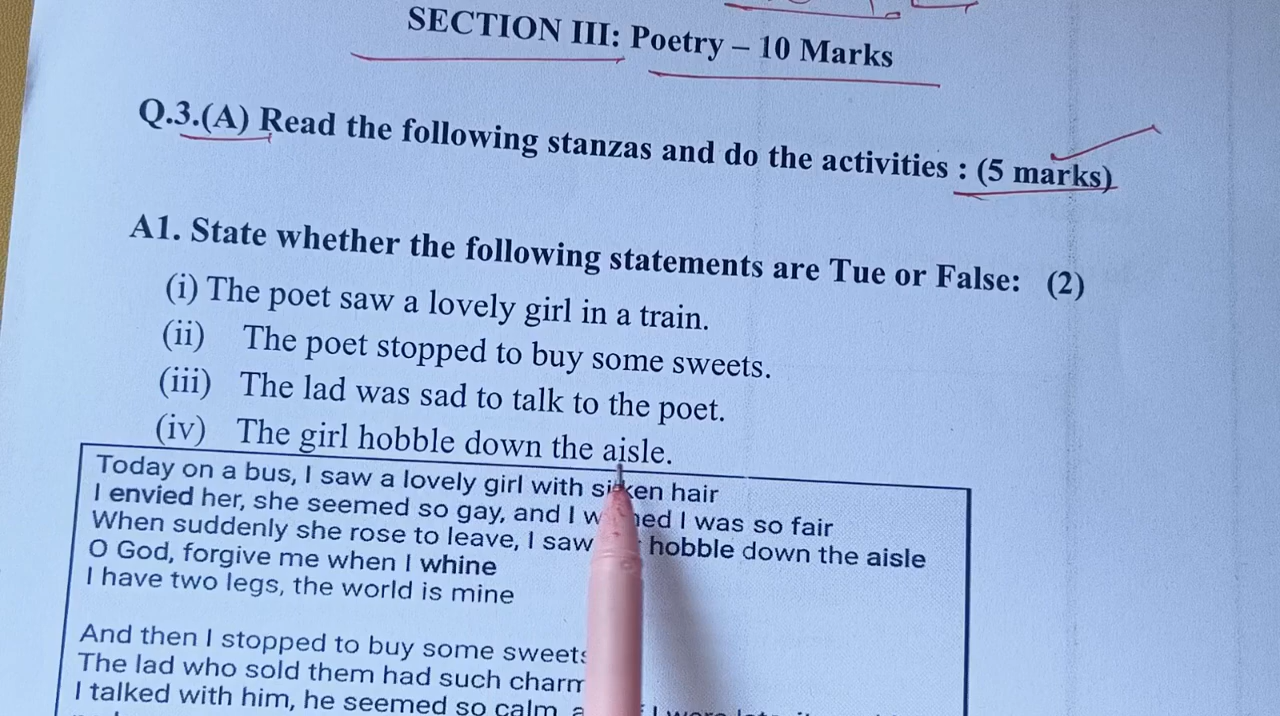 SECTION III: Poetry – 10 Marks
Q.3.(A) Read the following stanzas and do the activities : (5 marks)
A1. State whether the following statements are Tue or False: (2)
(i) The poet saw a lovely girl in a train.
(ii) The poet stopped to buy some sweets.
(iii) The lad was sad to talk to the poet.
(iv) The girl hobble down the aisle.
Today on a bus, I saw a lovely girl with hair
I envied her, she seemed so gay, and I I was so fair
When suddenly she rose to leave, I saw hobble down the aisle
O God, forgive me when I whine
I have two legs, the world is mine
And then I stopped to buy some sweets
The lad who sold them had such charm
I talked with him, he seemed so calm